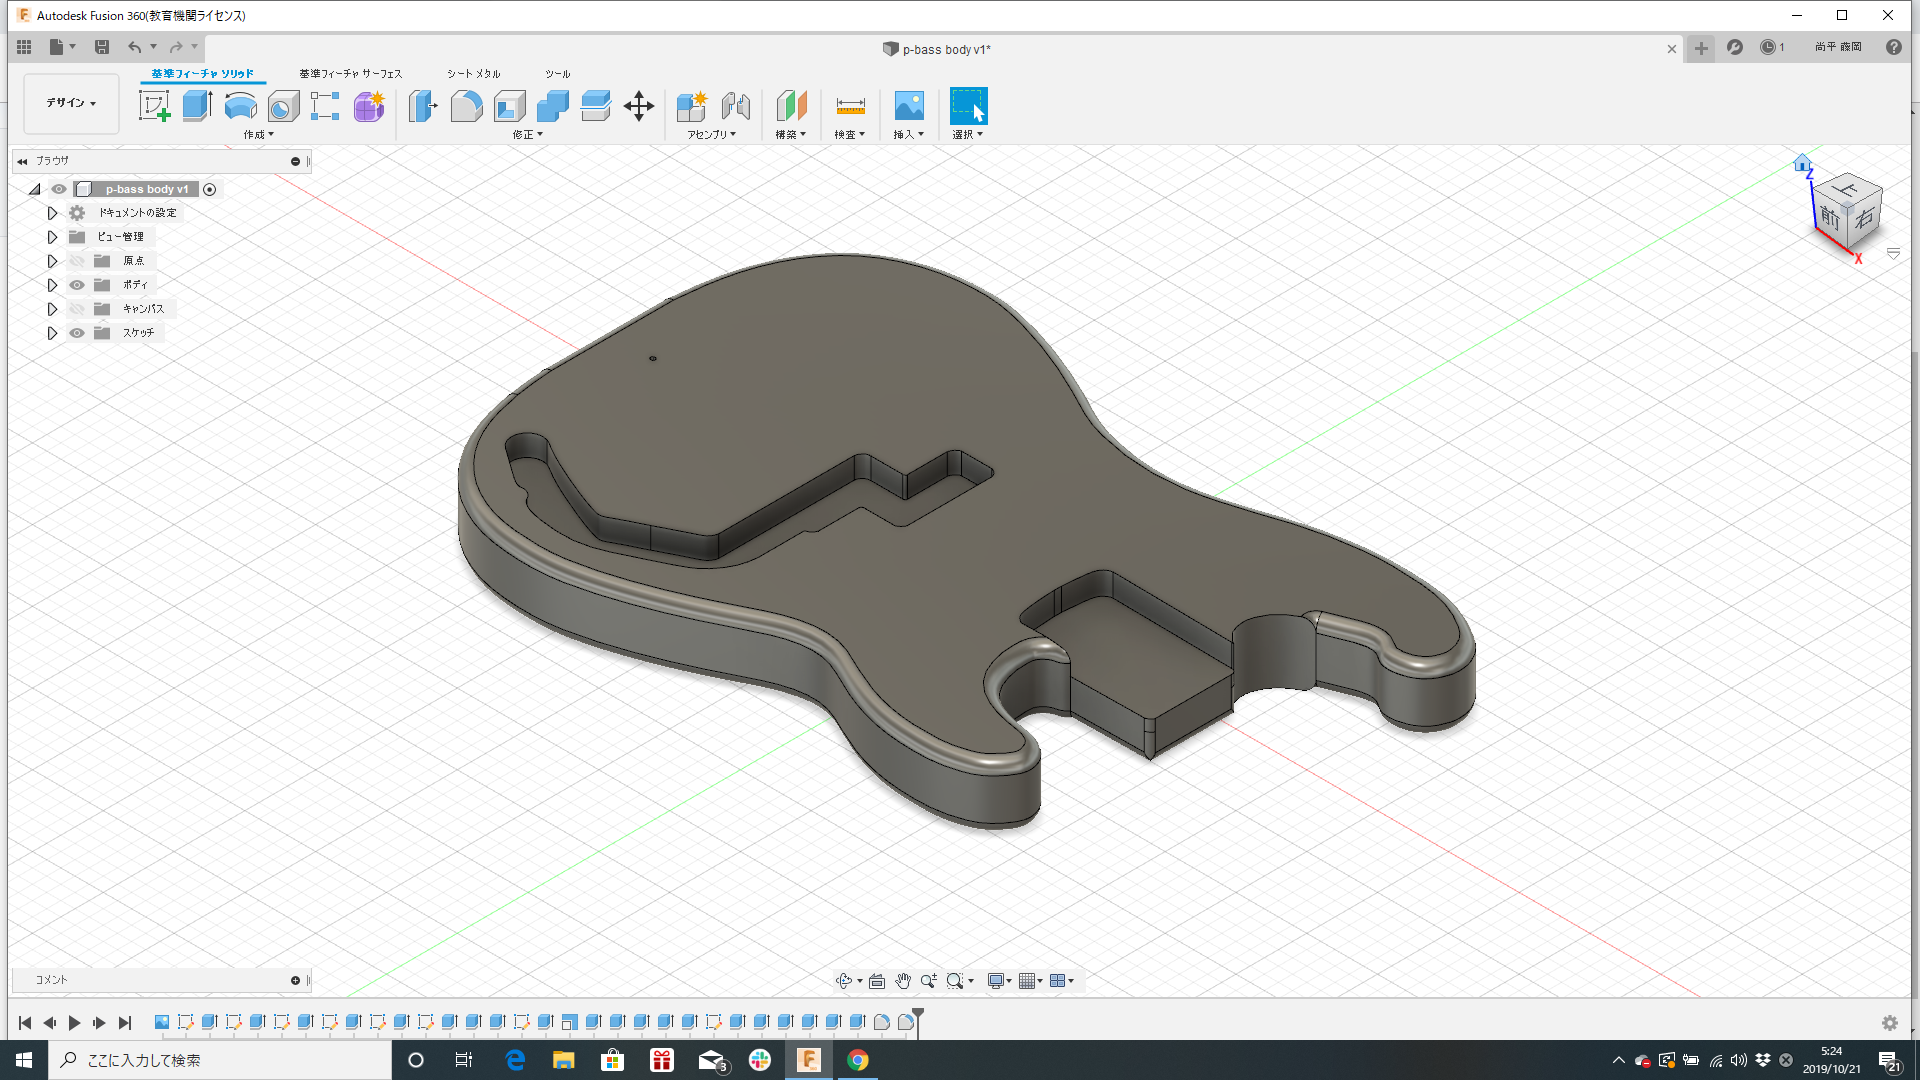 Autodesk Fusion 360(教育機関ライセンス)
p-bass body v1*
1
尚平 藤岡
デザイン
基準フィーチャ ソリッド
基準フィーチャ サーフェス
シート メタル
ツール
作成
修正
アセンブリ
構築
検査
挿入
選択
ブラウザ
p-bass body v1
ドキュメントの設定
ビュー管理
原点
ボディ
キャンバス
スケッチ
Z
上
前
右
X
コメント
ここに入力して検索
3
5:24
2019/10/21
21